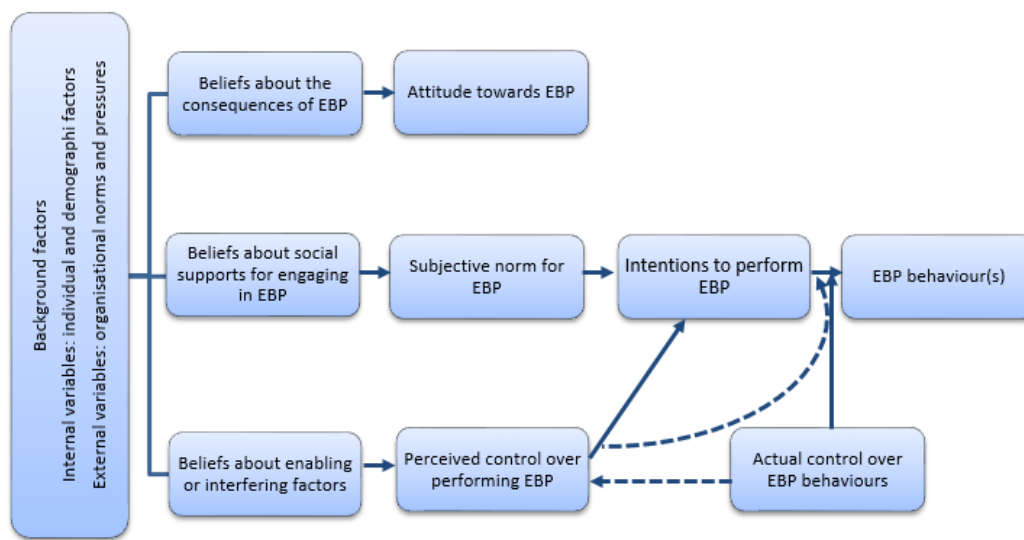 Background factors
Internal variables: individual and demographi factors
External variables: organisational norms and pressures
Beliefs about the
consequences of EBP
Attitude towards EBP
Beliefs about social
supports for engaging
in EBP
Subjective norm for
EBP
Intentions to perform
EBP
EBP behaviour(s)
Beliefs about enabling
or interfering factors
Perceived control over
performing EBP
Actual control over
EBP behaviours